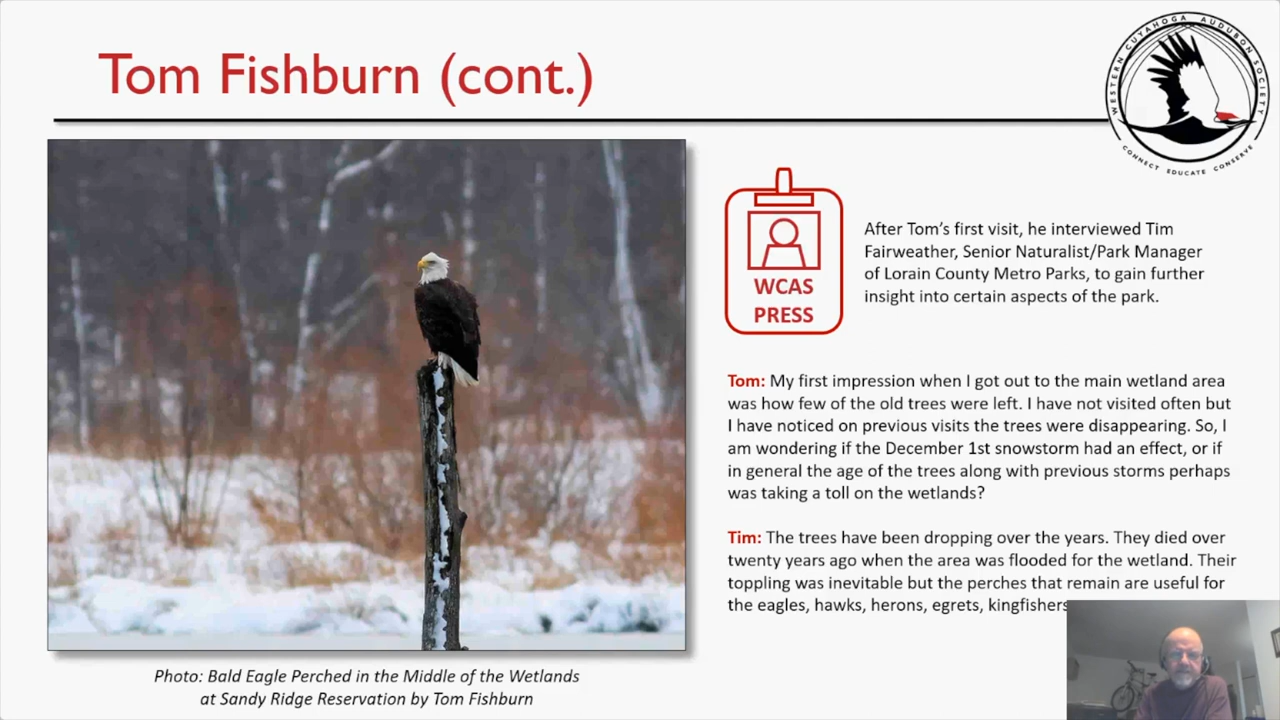 Tom Fishburn (cont.)
WESTERN CUYAHOGA AUDUBON SOCIETY
CONNECT EDUCATE CONSERVE
WCAS
PRESS
After Tom's first visit, he interviewed Tim
Fairweather, Senior Naturalist/Park Manager
of Lorain County Metro Parks, to gain further
insight into certain aspects of the park.
Tom: My first impression when I got out to the main wetland area
was how few of the old trees were left. I have not visited often but
I have noticed on previous visits the trees were disappearing. So, I
am wondering if the December 1st snowstorm had an effect, or if
in general the age of the trees along with previous storms perhaps
was taking a toll on the wetlands?
Tim: The trees have been dropping over the years. They died over
twenty years ago when the area was flooded for the wetland. Their
toppling was inevitable but the perches that remain are useful for
the eagles, hawks, herons, egrets, kingfishers
Photo: Bald Eagle Perched in the Middle of the Wetlands
at Sandy Ridge Reservation by Tom Fishburn